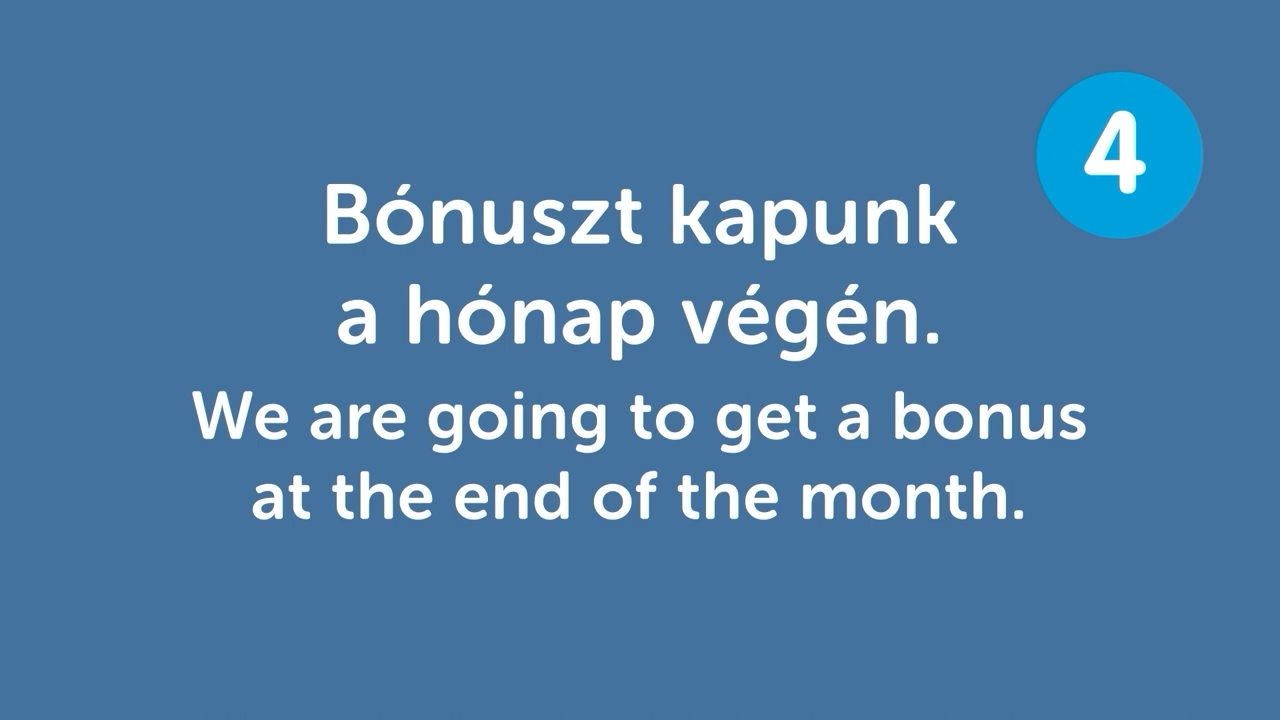 4
Bónuszt kapunk
a hónap végén.
We are going to get a bonus
at the end of the month.